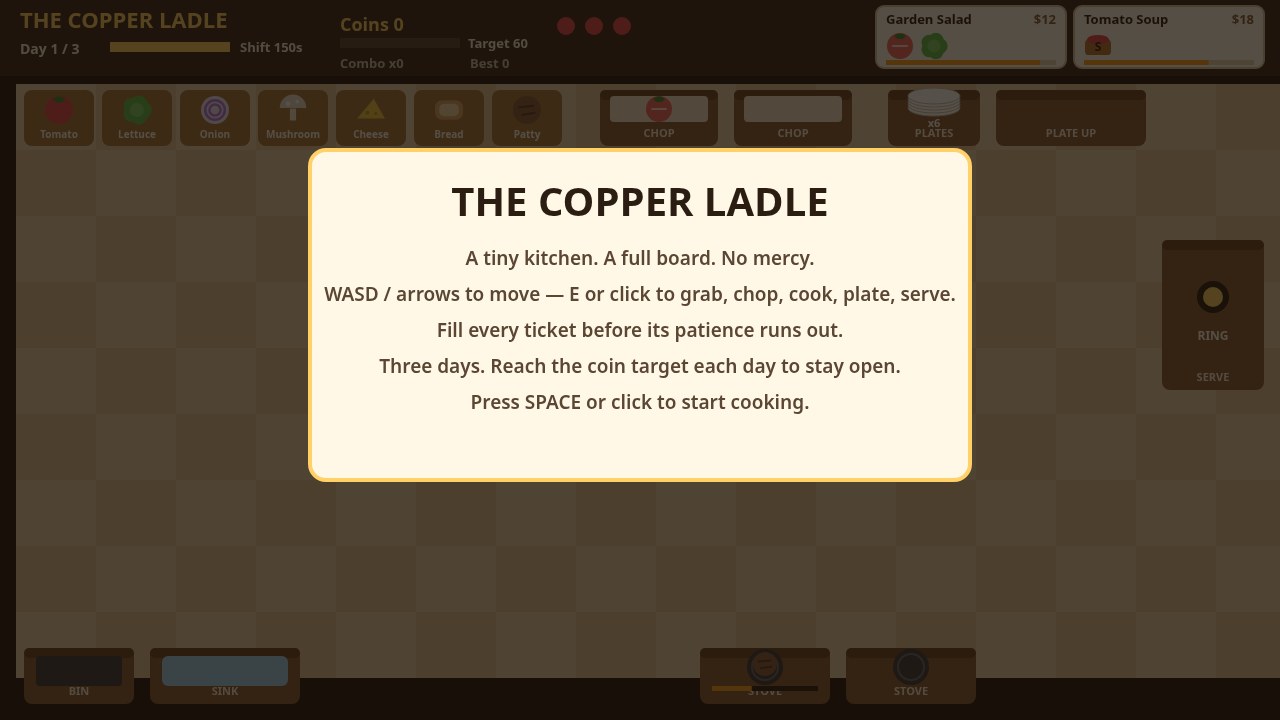 THE COPPER LADLE
Day 1 / 3
Shift 150s
Coins 0
Target 60
Combo x0
Best 0
Garden Salad
$12
Tomato Soup
$18
S
Tomato
Lettuce
Onion
Mushroom
Cheese
Bread
Patty
CHOP
CHOP
x6
PLATES
PLATE UP
THE COPPER LADLE
A tiny kitchen. A full board. No mercy.
WASD / arrows to move — E or click to grab, chop, cook, plate, serve.
Fill every ticket before its patience runs out.
Three days. Reach the coin target each day to stay open.
Press SPACE or click to start cooking.
RING
SERVE
BIN
SINK
STOVE
STOVE